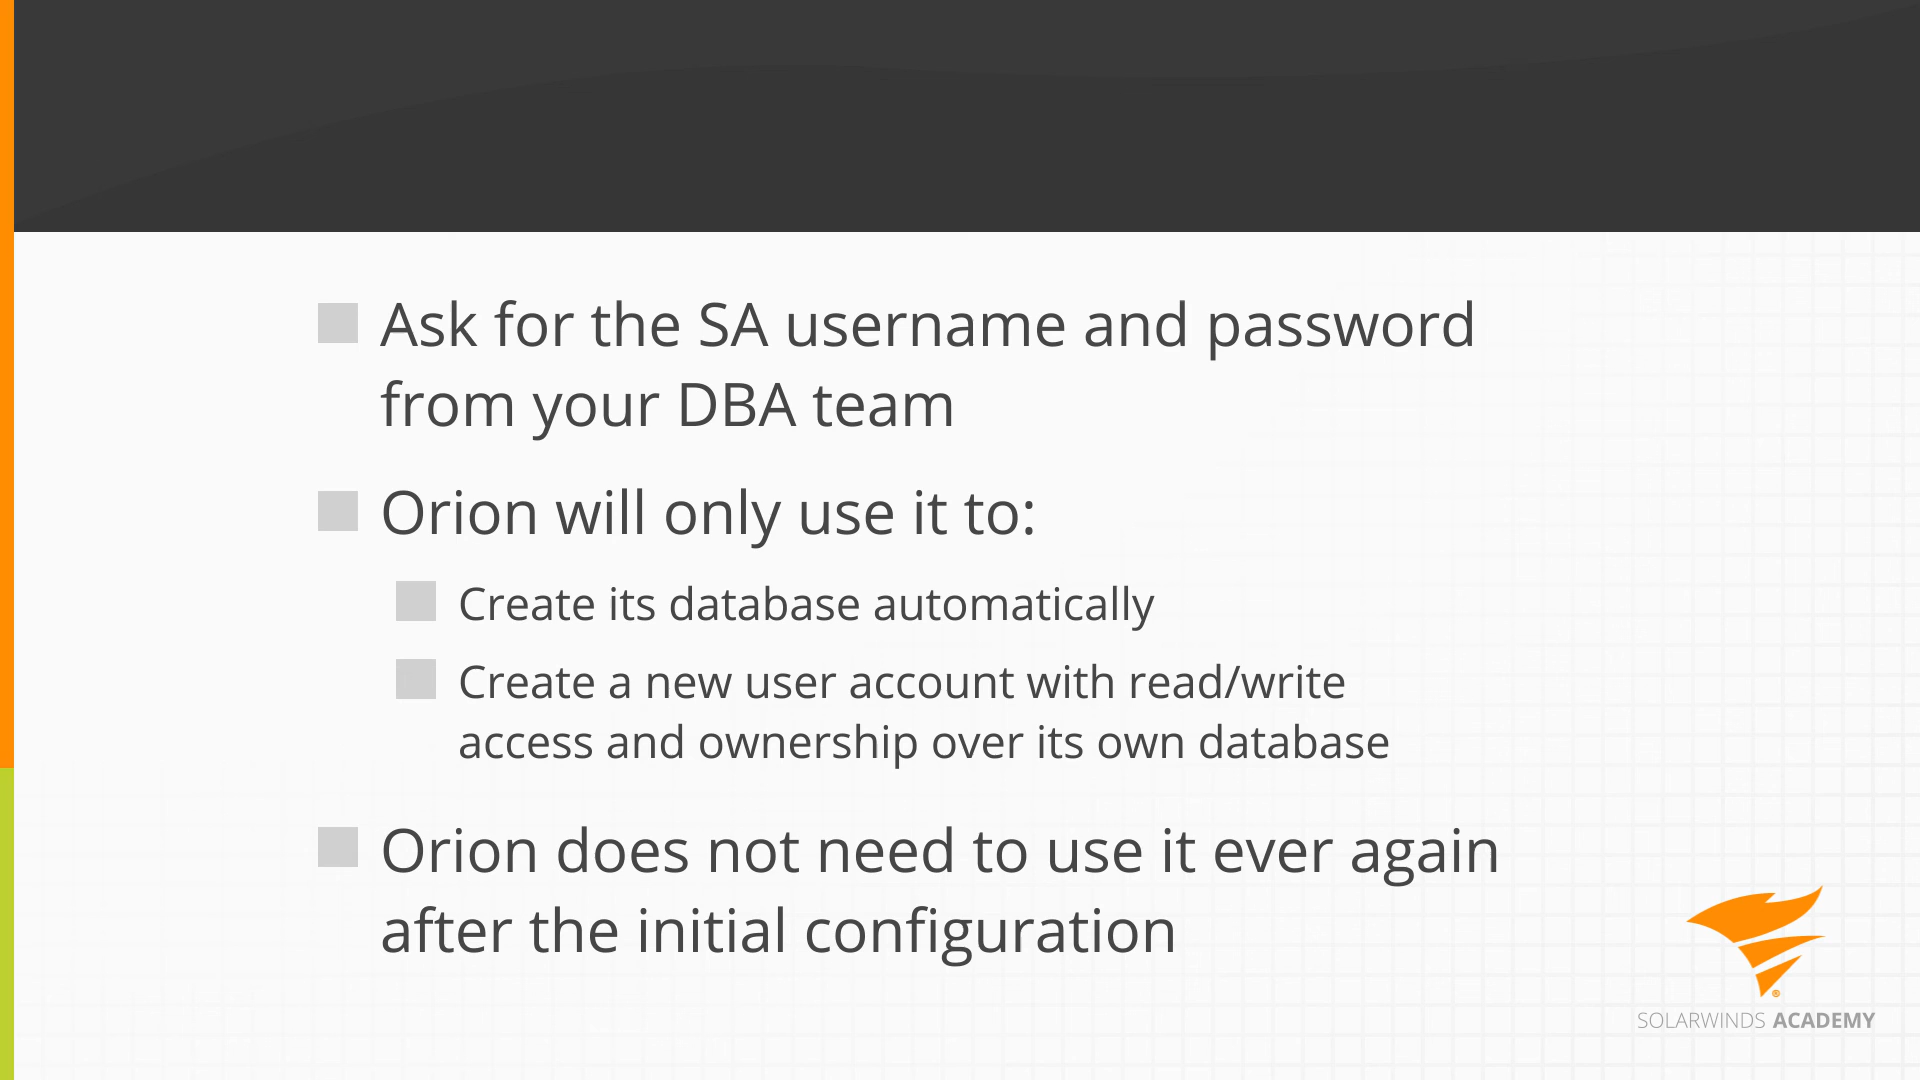 Ask for the SA username and password
from your DBA team
Orion will only use it to:
Create its database automatically
Create a new user account with read/write
access and ownership over its own database
Orion does not need to use it ever again
after the initial configuration
®
SOLARWINDS ACADEMY